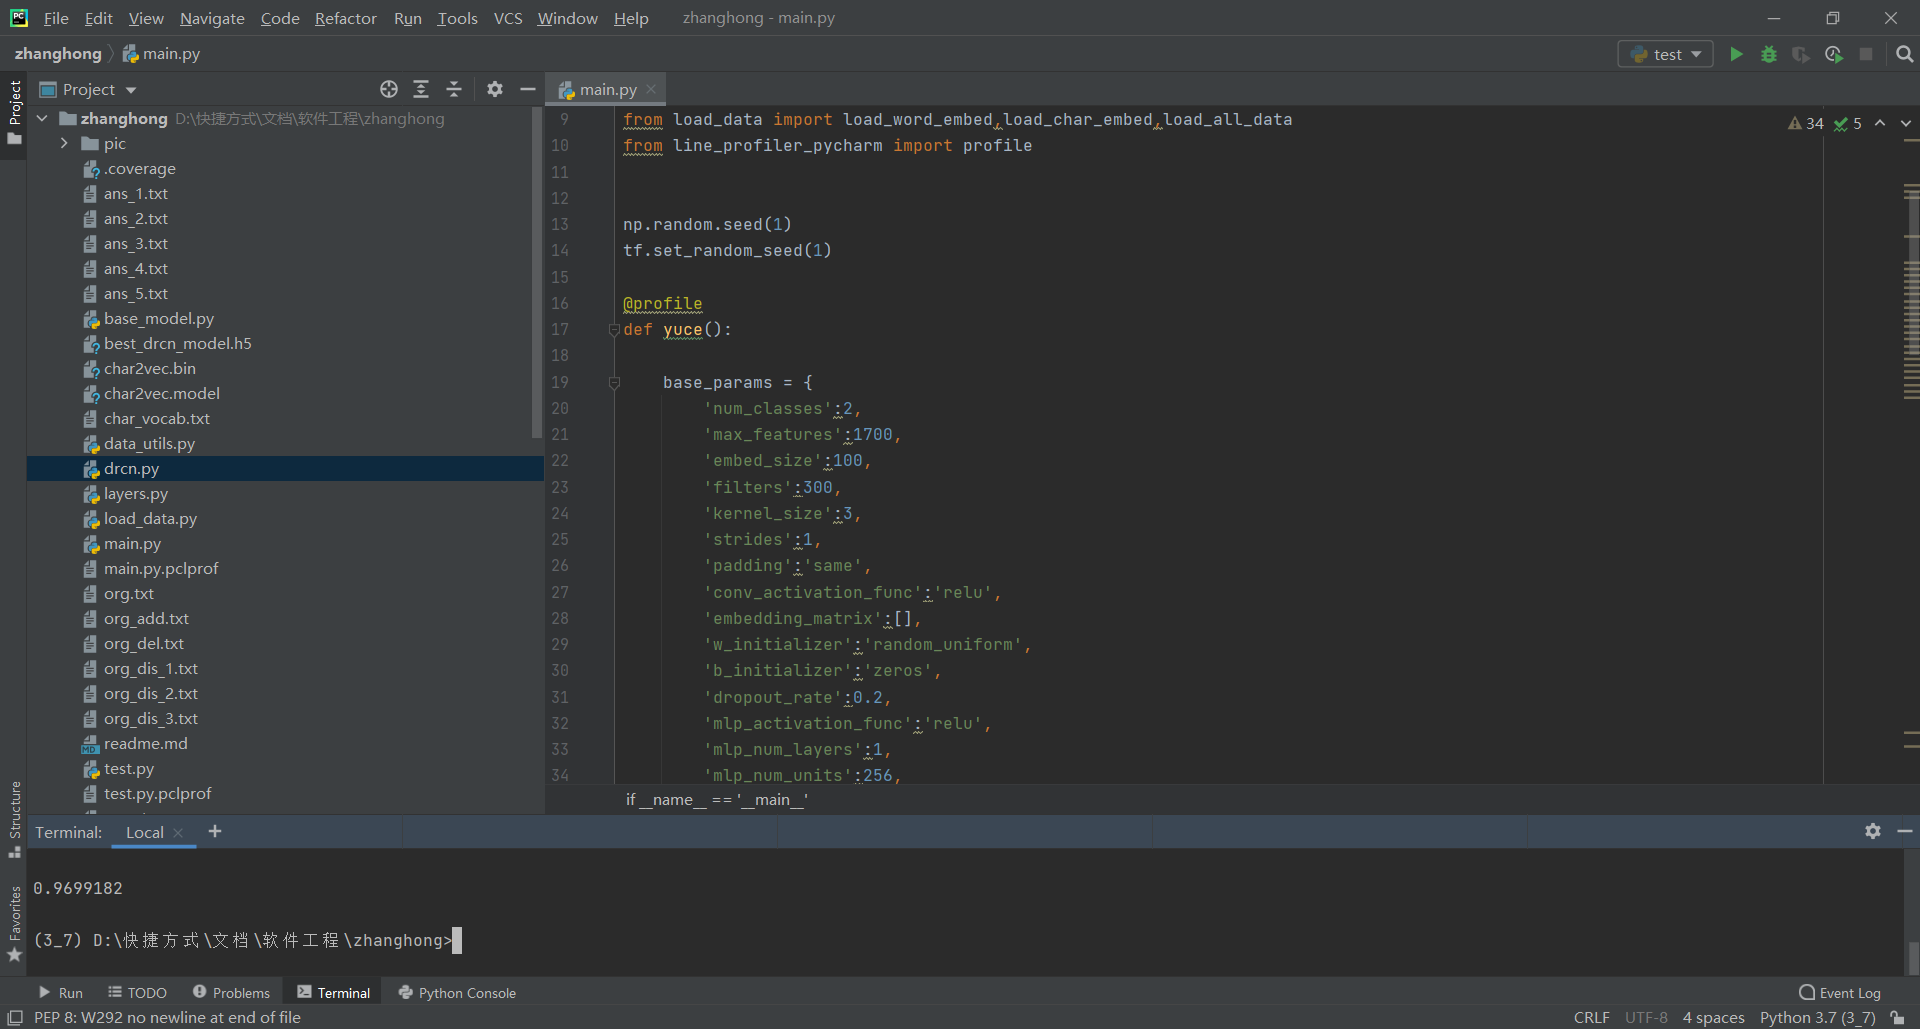 File Edit View Navigate Code Refactor Run Tools VCS Window Help zhanghong - main.py
zhanghong main.py test
Project
Project
main.py
zhanghong D:\快捷方式\文档\软件工程\zhanghong
pic
.coverage
ans_1.txt
ans_2.txt
ans_3.txt
ans_4.txt
ans_5.txt
base_model.py
best_drcn_model.h5
char2vec.bin
char2vec.model
char_vocab.txt
data_utils.py
drcn.py
layers.py
load_data.py
main.py
main.py.pclprof
org.txt
org_add.txt
org_del.txt
org_dis_1.txt
org_dis_2.txt
org_dis_3.txt
readme.md
test.py
test.py.pclprof
34 5
9 from load_data import load_word_embed,load_char_embed,load_all_data
10 from line_profiler_pycharm import profile
11
12
13 np.random.seed(1)
14 tf.set_random_seed(1)
15
16 @profile
17 def yuce():
18
19 base_params = {
20 'num_classes':2,
21 'max_features':1700,
22 'embed_size':100,
23 'filters':300,
24 'kernel_size':3,
25 'strides':1,
26 'padding':'same',
27 'conv_activation_func':'relu',
28 'embedding_matrix':[],
29 'w_initializer':'random_uniform',
30 'b_initializer':'zeros',
31 'dropout_rate':0.2,
32 'mlp_activation_func':'relu',
33 'mlp_num_layers':1,
34 'mlp_num_units':256,
if __name__ == '__main__'
Structure
Favorites
Terminal: Local
0.9699182
(3_7) D:\快捷方式\文档\软件工程\zhanghong>
Run TODO Problems Terminal Python Console Event Log
PEP 8: W292 no newline at end of file CRLF UTF-8 4 spaces Python 3.7 (3_7)